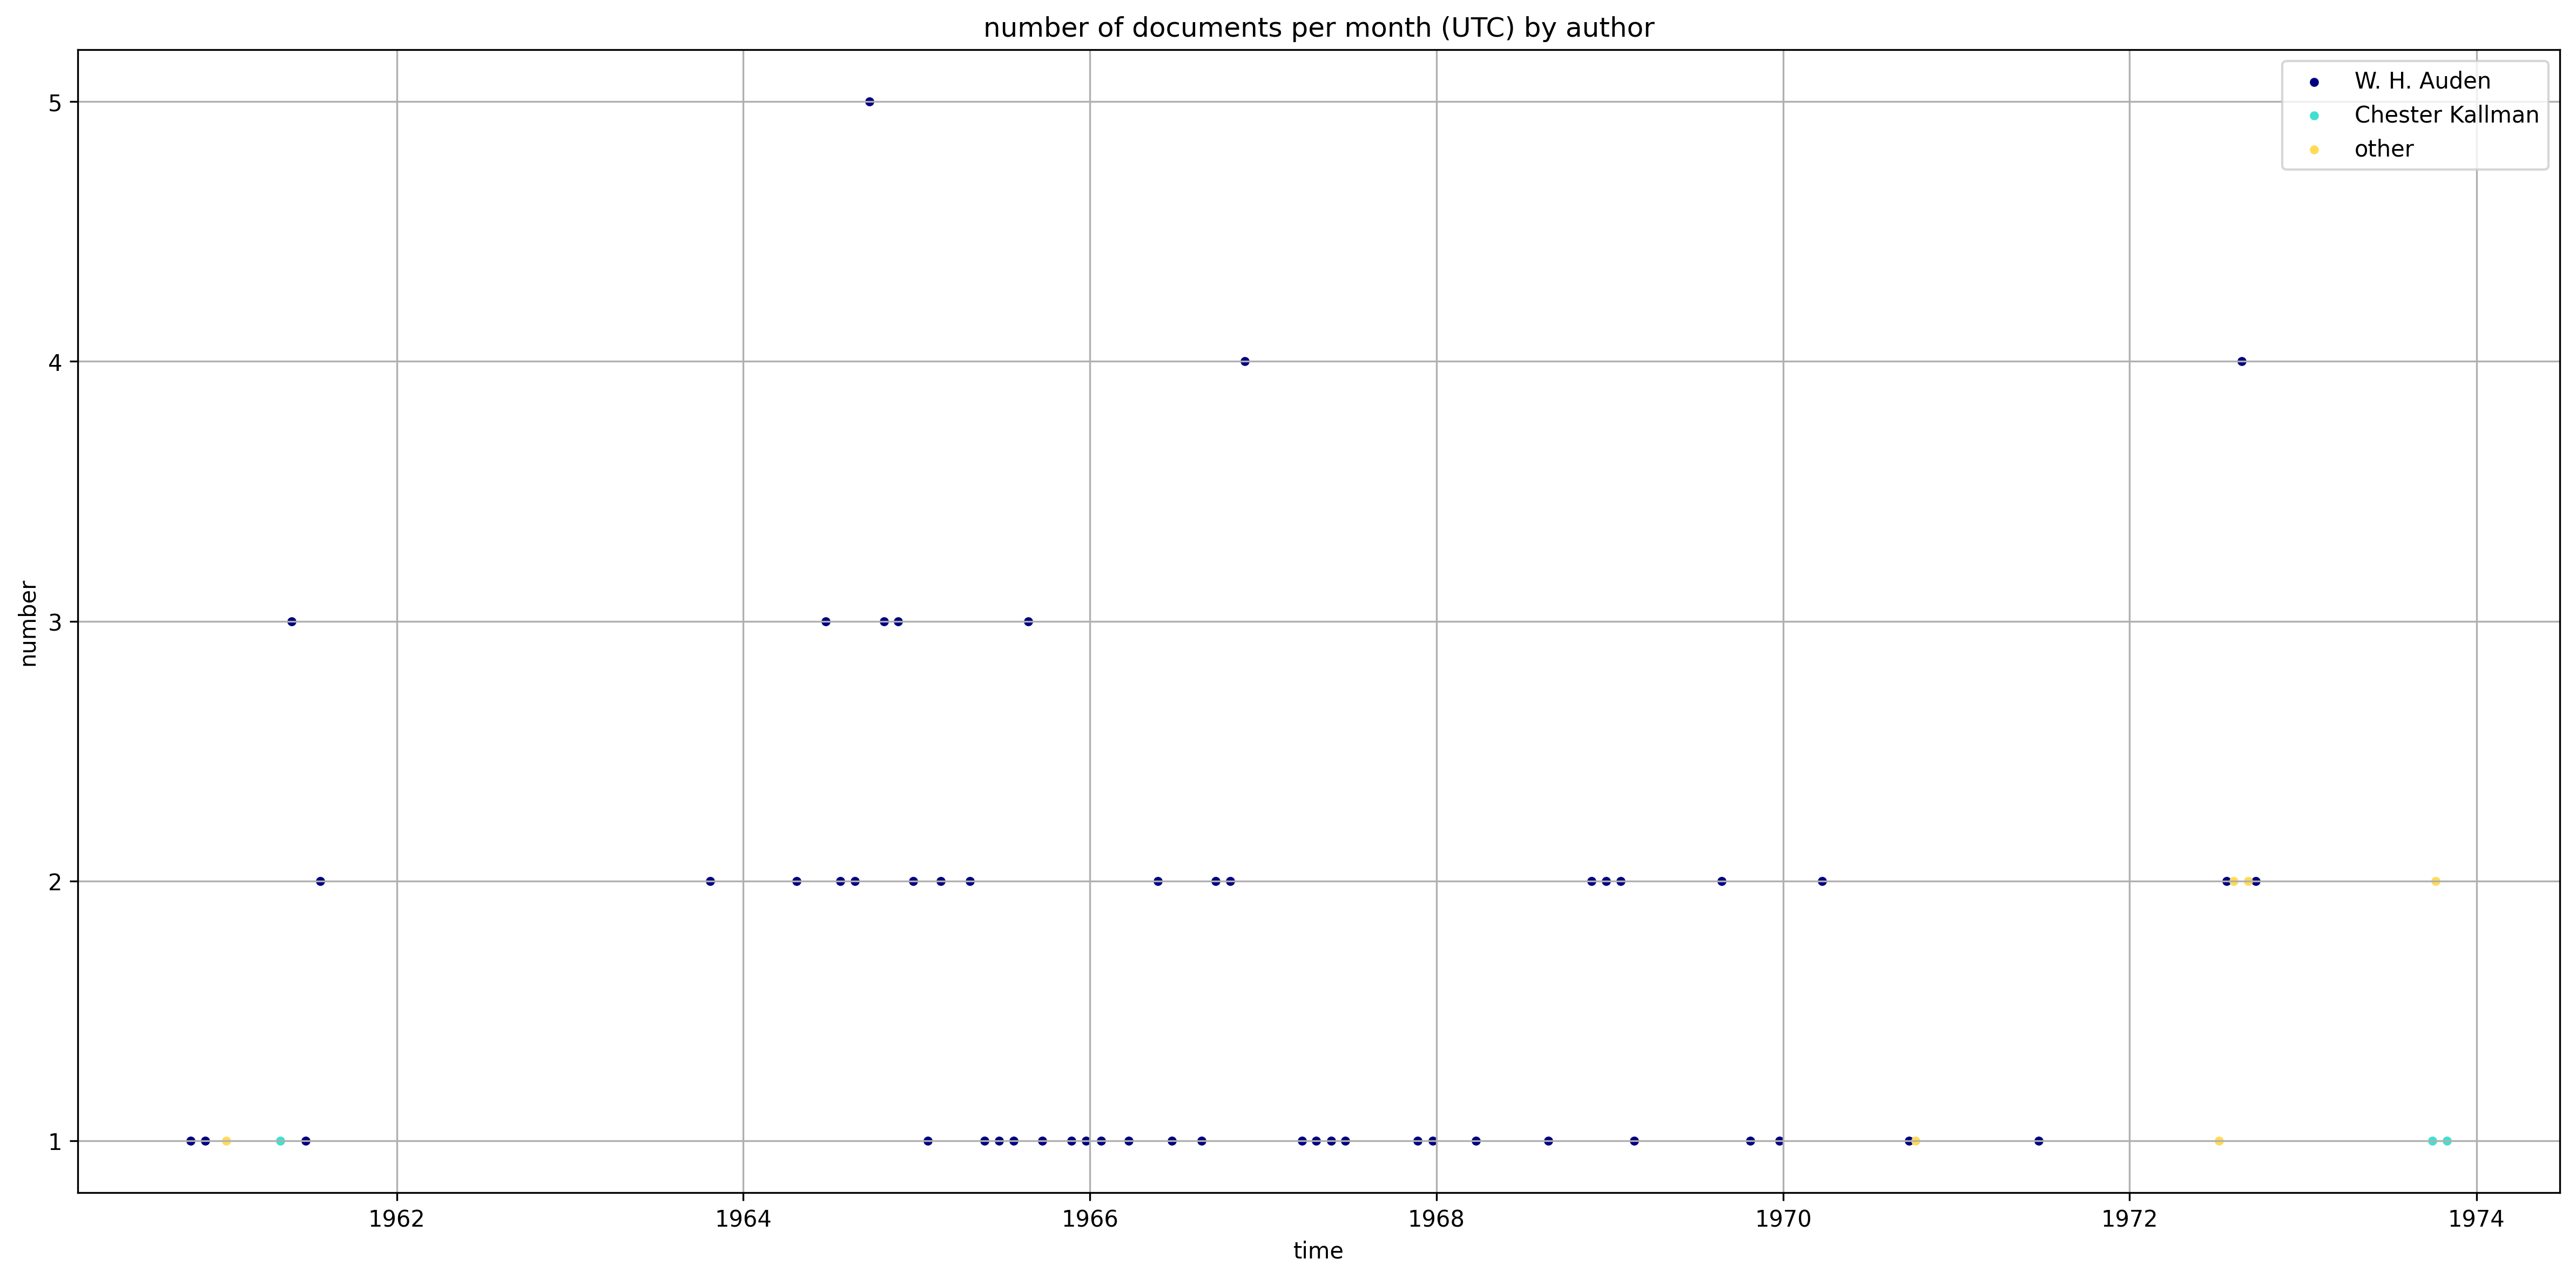 number of documents per month (UTC) by author
W. H. Auden
Chester Kallman
other
number
5
4
3
2
1
1962
1964
1966
1968
1970
1972
1974
time